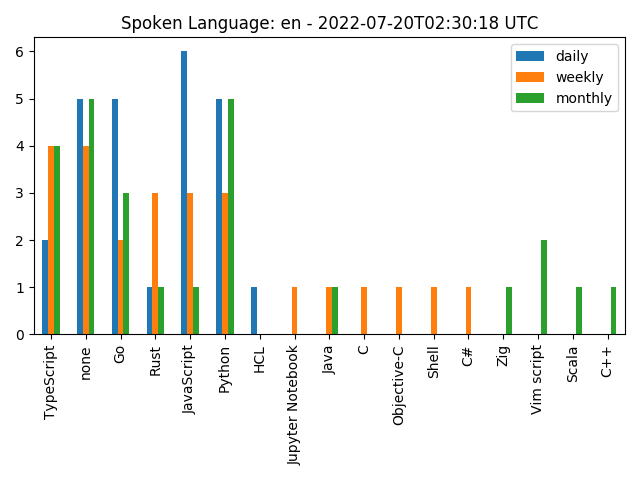 Spoken Language: en - 2022-07-20T02:30:18 UTC
daily
weekly
monthly
6
5
4
3
2
1
0
TypeScript
none
Go
Rust
JavaScript
Python
HCL
Jupyter Notebook
Java
C
Objective-C
Shell
C#
Zig
Vim script
Scala
C++